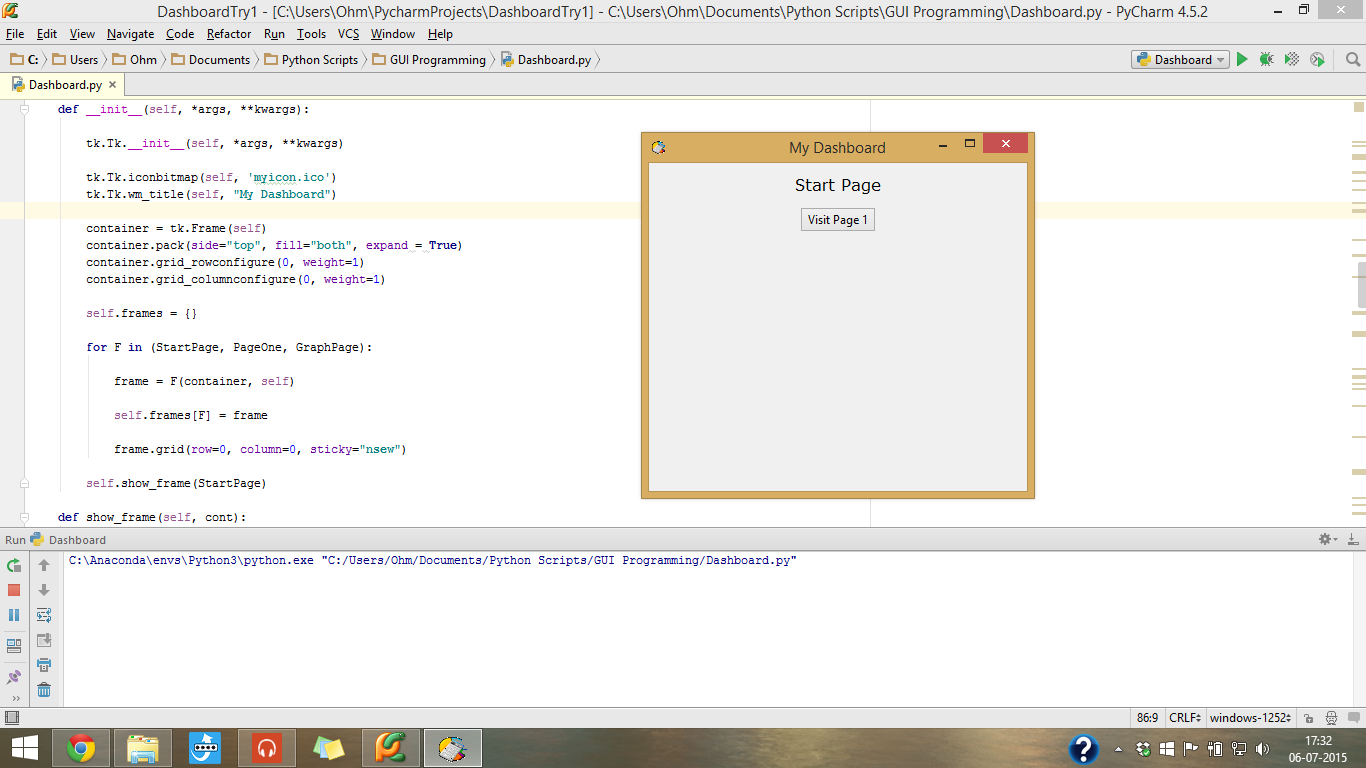 DashboardTry1 - [C:\Users\Ohm\PycharmProjects\DashboardTry1] - C:\Users\Ohm\Documents\Python Scripts\GUI Programming\Dashboard.py - PyCharm 4.5.2
File Edit View Navigate Code Refactor Run Tools VCS Window Help
C: Users Ohm Documents Python Scripts GUI Programming Dashboard.py Dashboard
Dashboard.py
def __init__(self, *args, **kwargs):
tk.Tk.__init__(self, *args, **kwargs)
tk.Tk.iconbitmap(self, 'myicon.ico')
tk.Tk.wm_title(self, "My Dashboard")
container = tk.Frame(self)
container.pack(side="top", fill="both", expand = True)
container.grid_rowconfigure(0, weight=1)
container.grid_columnconfigure(0, weight=1)
self.frames = {}
for F in (StartPage, PageOne, GraphPage):
frame = F(container, self)
self.frames[F] = frame
frame.grid(row=0, column=0, sticky="nsew")
self.show_frame(StartPage)
def show_frame(self, cont):
My Dashboard
Start Page
Visit Page 1
Run Dashboard
C:\Anaconda\envs\Python3\python.exe "C:/Users/Ohm/Documents/Python Scripts/GUI Programming/Dashboard.py"
86:9 CRLF windows-1252
17:32
06-07-2015